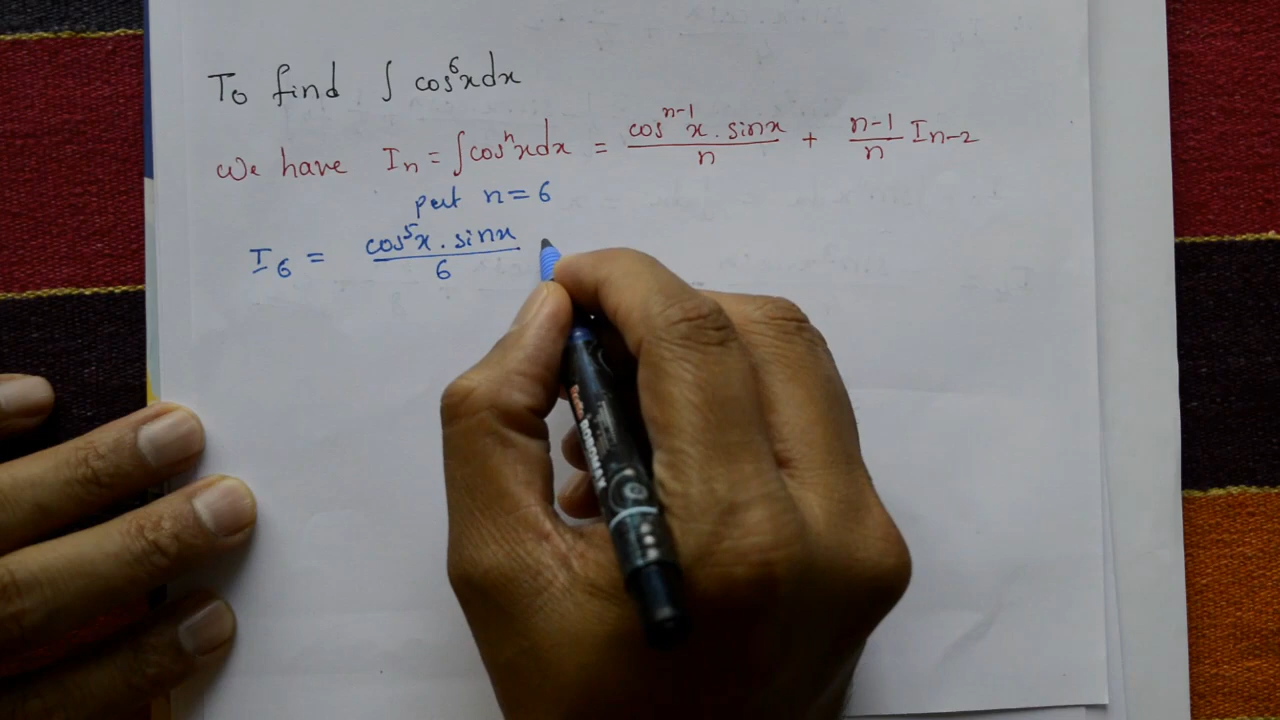 To find ∫ cos⁶x dx
We have Iₙ = ∫cosⁿx dx = cosⁿ⁻¹x . sinx / n + n-1 / n Iₙ₋₂
put n = 6
I₆ = cos⁵x . sinx / 6
ROBOMAX